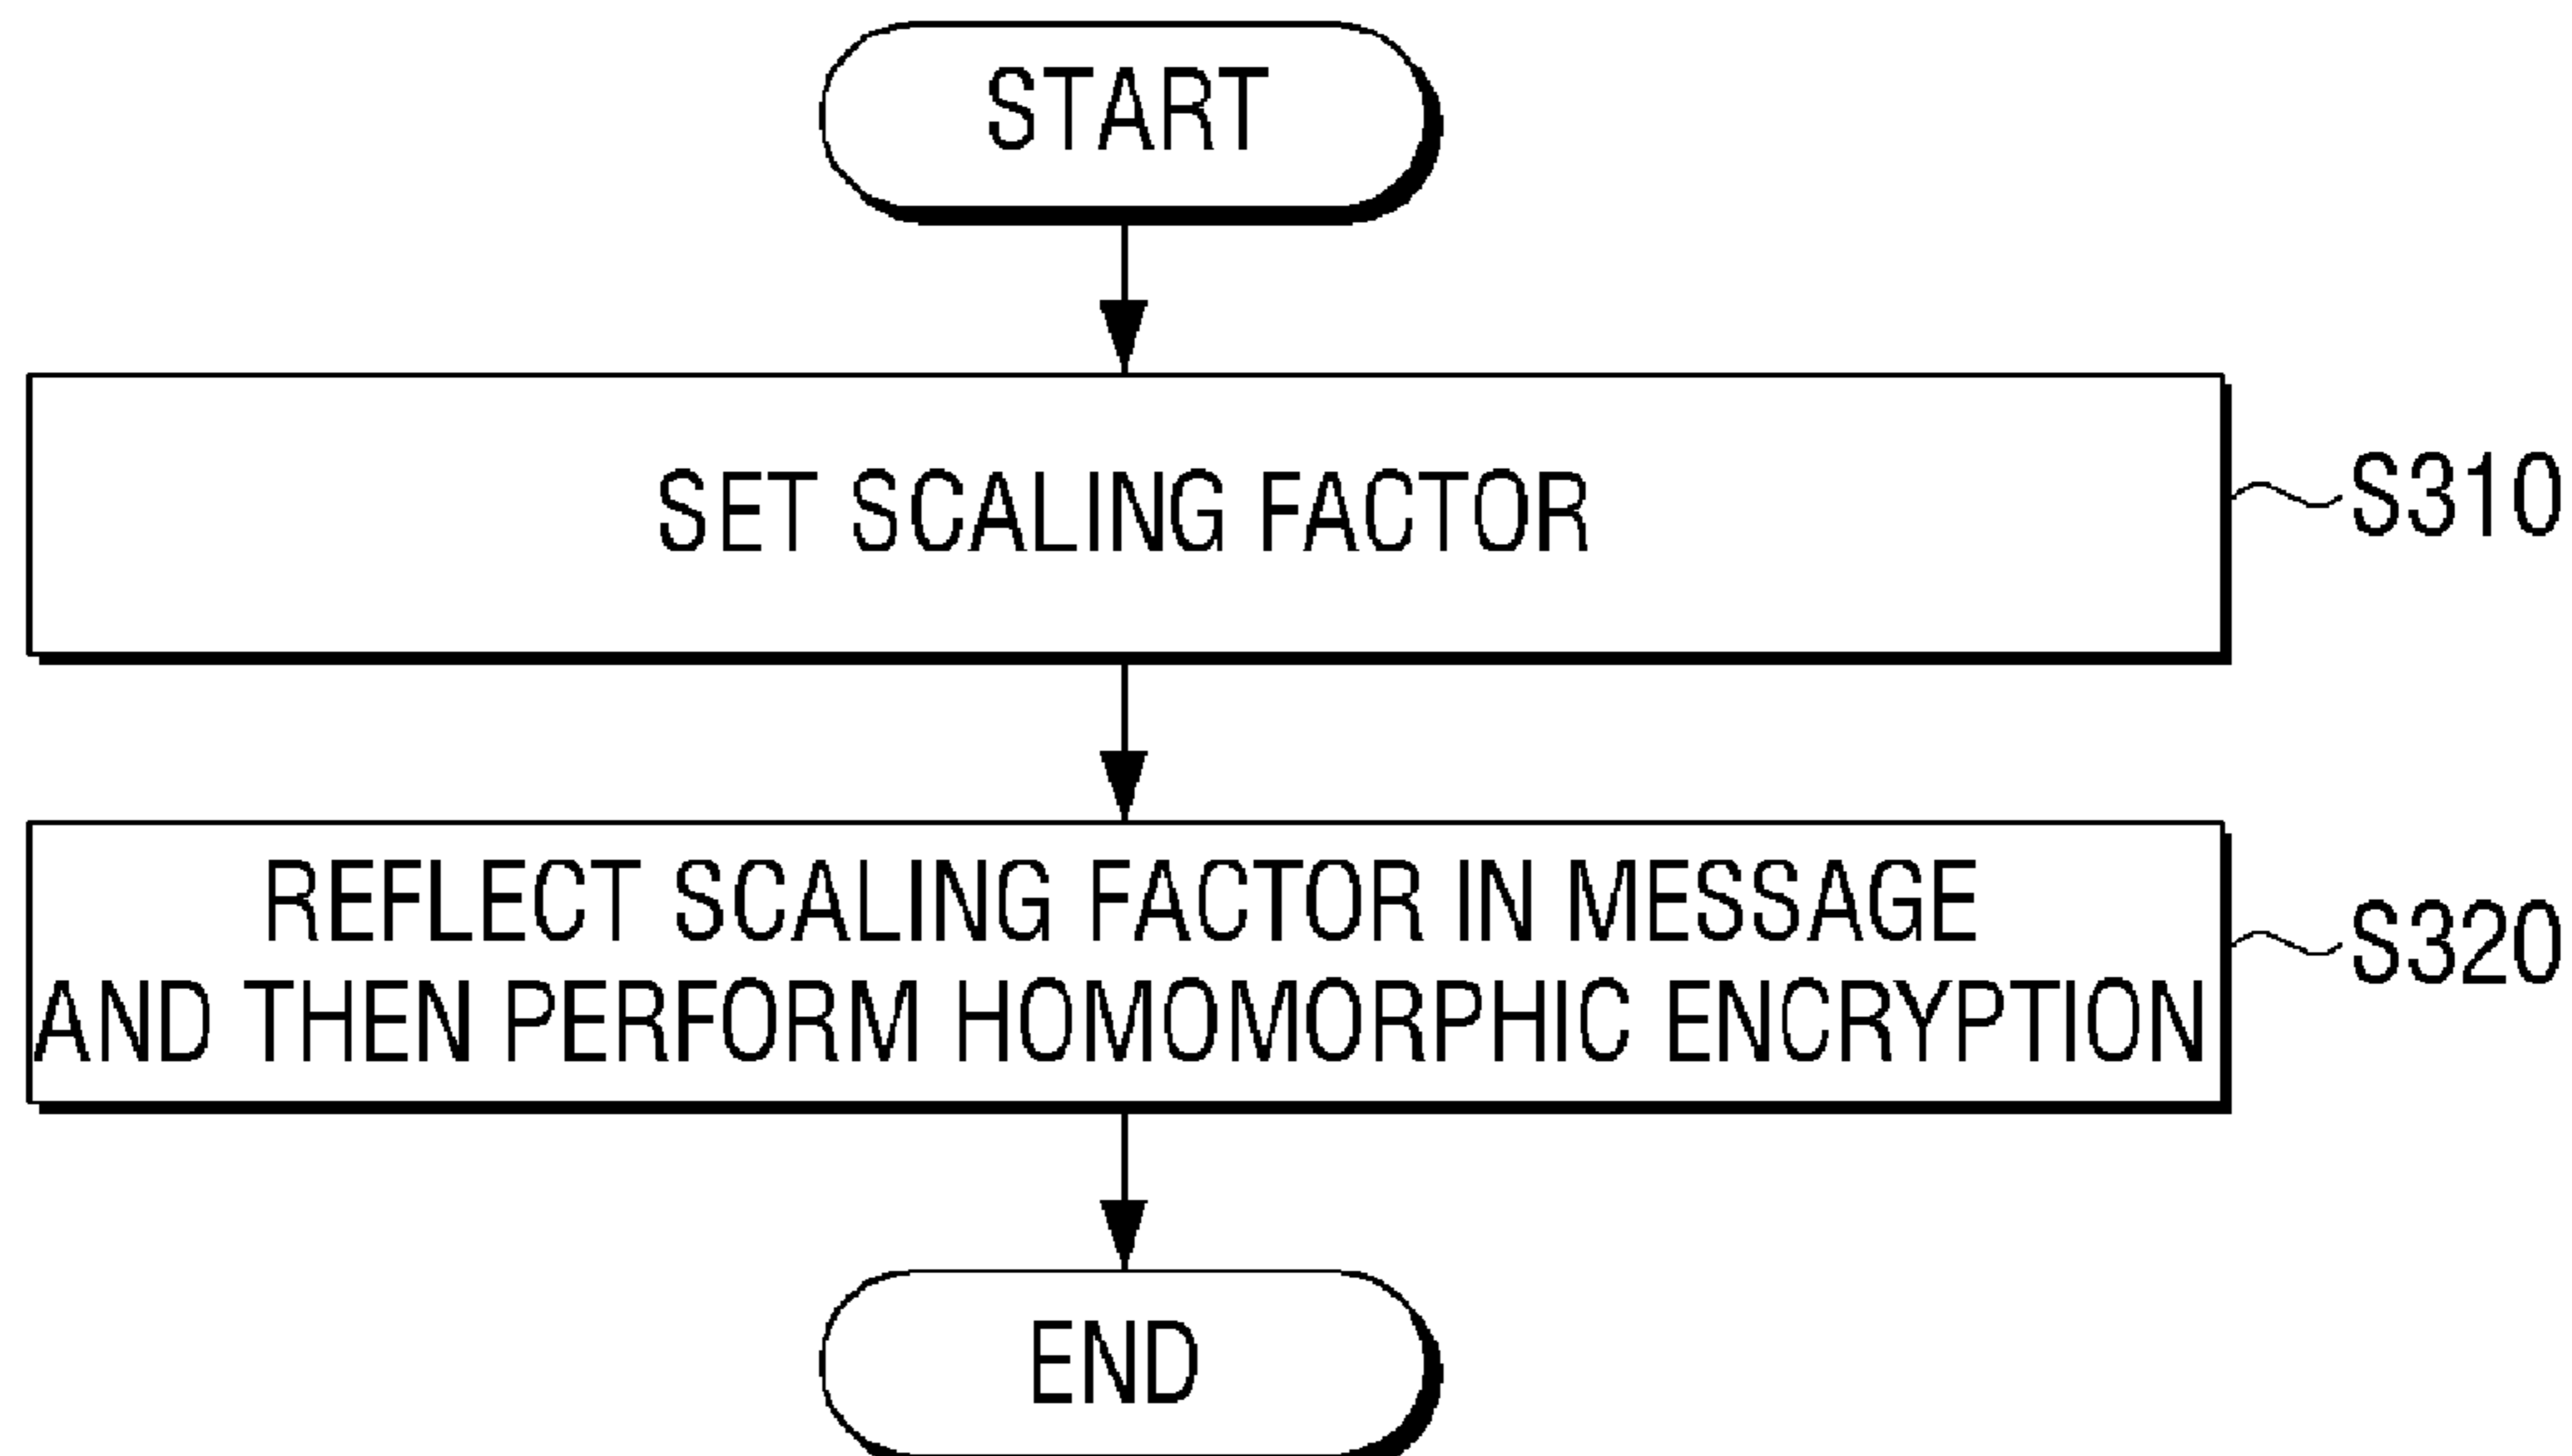 START
SET SCALING FACTOR
S310
REFLECT SCALING FACTOR IN MESSAGE
AND THEN PERFORM HOMOMORPHIC ENCRYPTION
S320
END